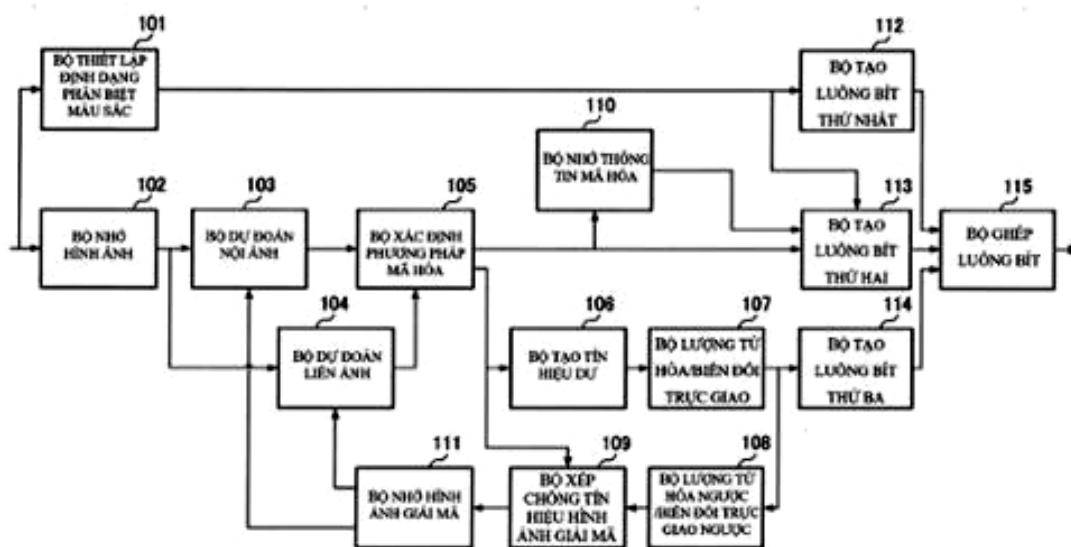 101
BỘ THIẾT LẬP
ĐỊNH DẠNG
PHÂN BIỆT
MÀU SẮC
112
BỘ TẠO
LUỒNG BÍT
THỨ NHẤT
110
BỘ NHỚ THÔNG
TIN MÃ HÓA
102
BỘ NHỚ
HÌNH ẢNH
103
BỘ DỰ ĐOÁN
NỘI ẢNH
105
BỘ XÁC ĐỊNH
PHƯƠNG PHÁP
MÃ HÓA
113
BỘ TẠO
LUỒNG BÍT
THỨ HAI
115
BỘ GHÉP
LUỒNG BÍT
104
BỘ DỰ ĐOÁN
LIÊN ẢNH
106
BỘ TẠO TÍN
HIỆU DƯ
107
BỘ LƯỢNG TỬ
HÓA/BIẾN ĐỔI
TRỰC GIAO
114
BỘ TẠO
LUỒNG BÍT
THỨ BA
111
BỘ NHỚ HÌNH
ẢNH GIẢI MÃ
109
BỘ XẾP
CHỒNG TÍN
HIỆU HÌNH
ẢNH GIẢI MÃ
108
BỘ LƯỢNG TỬ
HÓA NGƯỢC
/BIẾN ĐỔI TRỰC
GIAO NGƯỢC